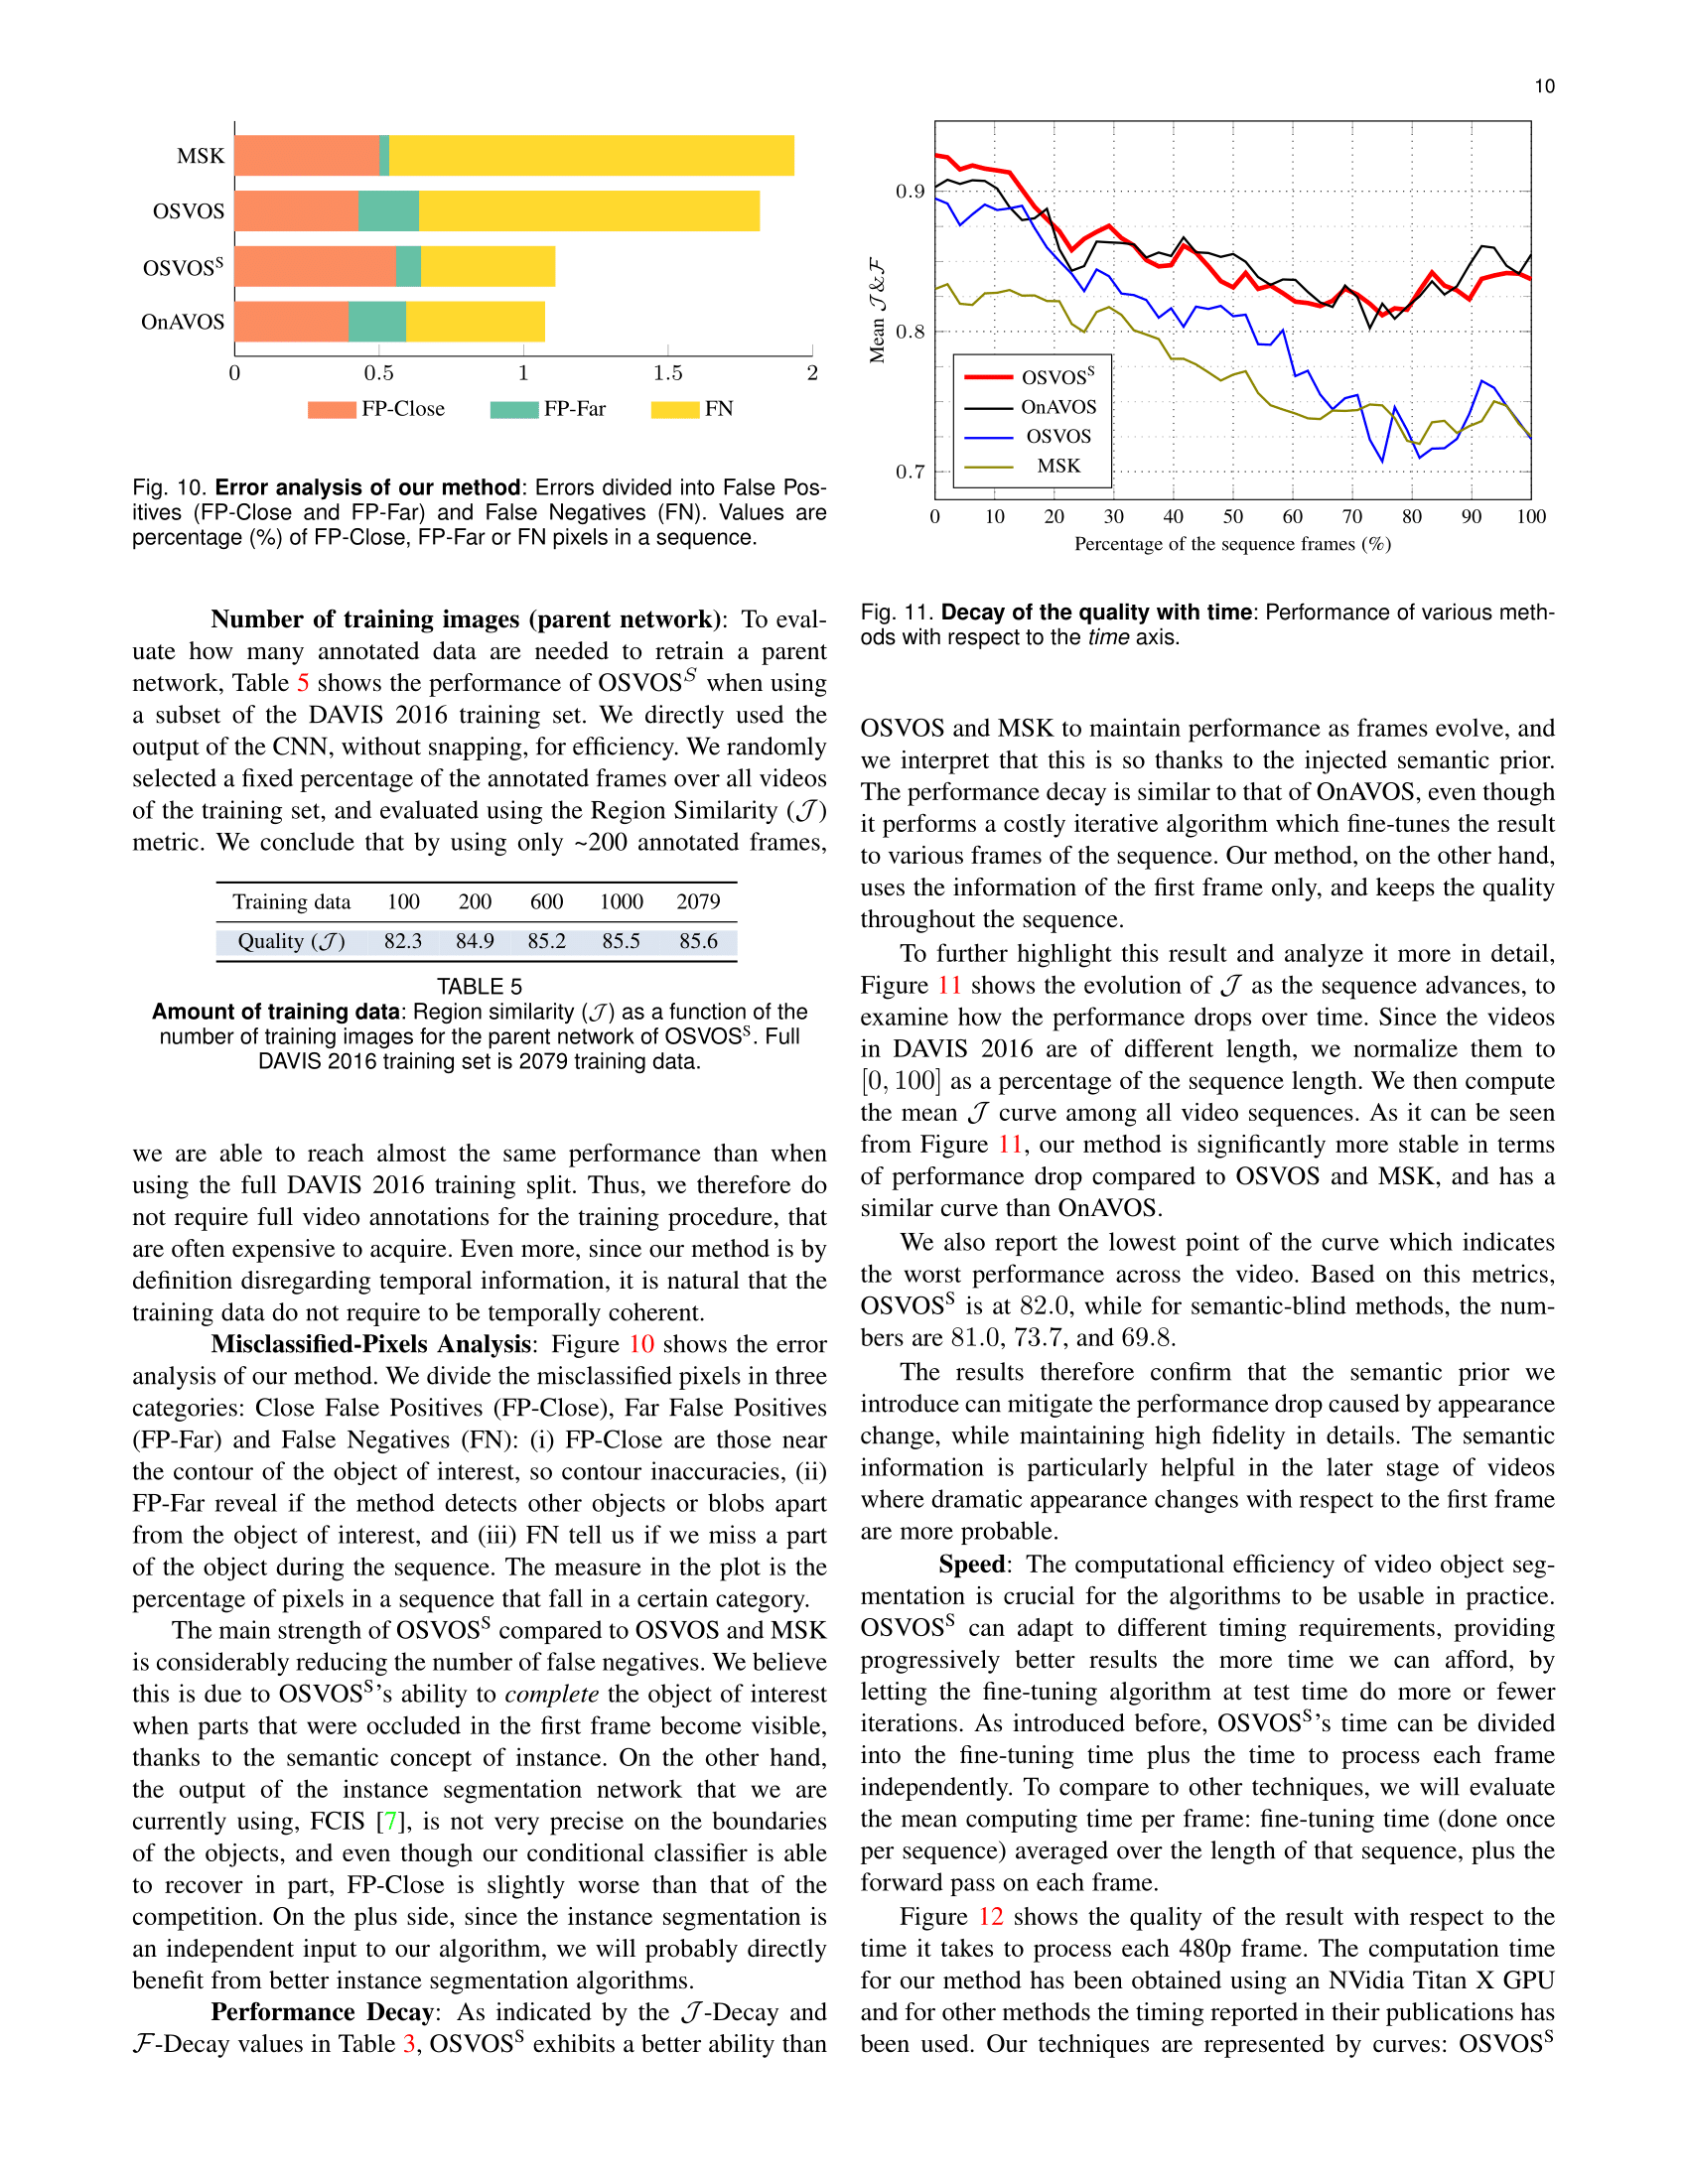 10
MSK
OSVOS
OSVOSS
OnAVOS
0 0.5 1 1.5 2
FP-Close FP-Far FN
Fig. 10. Error analysis of our method: Errors divided into False Pos-
itives (FP-Close and FP-Far) and False Negatives (FN). Values are
percentage (%) of FP-Close, FP-Far or FN pixels in a sequence.
Number of training images (parent network): To eval-
uate how many annotated data are needed to retrain a parent
network, Table 5 shows the performance of OSVOSS when using
a subset of the DAVIS 2016 training set. We directly used the
output of the CNN, without snapping, for efficiency. We randomly
selected a fixed percentage of the annotated frames over all videos
of the training set, and evaluated using the Region Similarity (J)
metric. We conclude that by using only ~200 annotated frames,
Training data 100 200 600 1000 2079
Quality (J) 82.3 84.9 85.2 85.5 85.6
TABLE 5
Amount of training data: Region similarity (J) as a function of the
number of training images for the parent network of OSVOSS. Full
DAVIS 2016 training set is 2079 training data.
we are able to reach almost the same performance than when
using the full DAVIS 2016 training split. Thus, we therefore do
not require full video annotations for the training procedure, that
are often expensive to acquire. Even more, since our method is by
definition disregarding temporal information, it is natural that the
training data do not require to be temporally coherent.
Misclassified-Pixels Analysis: Figure 10 shows the error
analysis of our method. We divide the misclassified pixels in three
categories: Close False Positives (FP-Close), Far False Positives
(FP-Far) and False Negatives (FN): (i) FP-Close are those near
the contour of the object of interest, so contour inaccuracies, (ii)
FP-Far reveal if the method detects other objects or blobs apart
from the object of interest, and (iii) FN tell us if we miss a part
of the object during the sequence. The measure in the plot is the
percentage of pixels in a sequence that fall in a certain category.
The main strength of OSVOSS compared to OSVOS and MSK
is considerably reducing the number of false negatives. We believe
this is due to OSVOSS's ability to complete the object of interest
when parts that were occluded in the first frame become visible,
thanks to the semantic concept of instance. On the other hand,
the output of the instance segmentation network that we are
currently using, FCIS [7], is not very precise on the boundaries
of the objects, and even though our conditional classifier is able
to recover in part, FP-Close is slightly worse than that of the
competition. On the plus side, since the instance segmentation is
an independent input to our algorithm, we will probably directly
benefit from better instance segmentation algorithms.
Performance Decay: As indicated by the J-Decay and
F-Decay values in Table 3, OSVOSS exhibits a better ability than
0.9
0.8
0.7
Mean J&F
OSVOSS
OnAVOS
OSVOS
MSK
0 10 20 30 40 50 60 70 80 90 100
Percentage of the sequence frames (%)
Fig. 11. Decay of the quality with time: Performance of various meth-
ods with respect to the time axis.
OSVOS and MSK to maintain performance as frames evolve, and
we interpret that this is so thanks to the injected semantic prior.
The performance decay is similar to that of OnAVOS, even though
it performs a costly iterative algorithm which fine-tunes the result
to various frames of the sequence. Our method, on the other hand,
uses the information of the first frame only, and keeps the quality
throughout the sequence.
To further highlight this result and analyze it more in detail,
Figure 11 shows the evolution of J as the sequence advances, to
examine how the performance drops over time. Since the videos
in DAVIS 2016 are of different length, we normalize them to
[0, 100] as a percentage of the sequence length. We then compute
the mean J curve among all video sequences. As it can be seen
from Figure 11, our method is significantly more stable in terms
of performance drop compared to OSVOS and MSK, and has a
similar curve than OnAVOS.
We also report the lowest point of the curve which indicates
the worst performance across the video. Based on this metrics,
OSVOSS is at 82.0, while for semantic-blind methods, the num-
bers are 81.0, 73.7, and 69.8.
The results therefore confirm that the semantic prior we
introduce can mitigate the performance drop caused by appearance
change, while maintaining high fidelity in details. The semantic
information is particularly helpful in the later stage of videos
where dramatic appearance changes with respect to the first frame
are more probable.
Speed: The computational efficiency of video object seg-
mentation is crucial for the algorithms to be usable in practice.
OSVOSS can adapt to different timing requirements, providing
progressively better results the more time we can afford, by
letting the fine-tuning algorithm at test time do more or fewer
iterations. As introduced before, OSVOSS's time can be divided
into the fine-tuning time plus the time to process each frame
independently. To compare to other techniques, we will evaluate
the mean computing time per frame: fine-tuning time (done once
per sequence) averaged over the length of that sequence, plus the
forward pass on each frame.
Figure 12 shows the quality of the result with respect to the
time it takes to process each 480p frame. The computation time
for our method has been obtained using an NVidia Titan X GPU
and for other methods the timing reported in their publications has
been used. Our techniques are represented by curves: OSVOSS